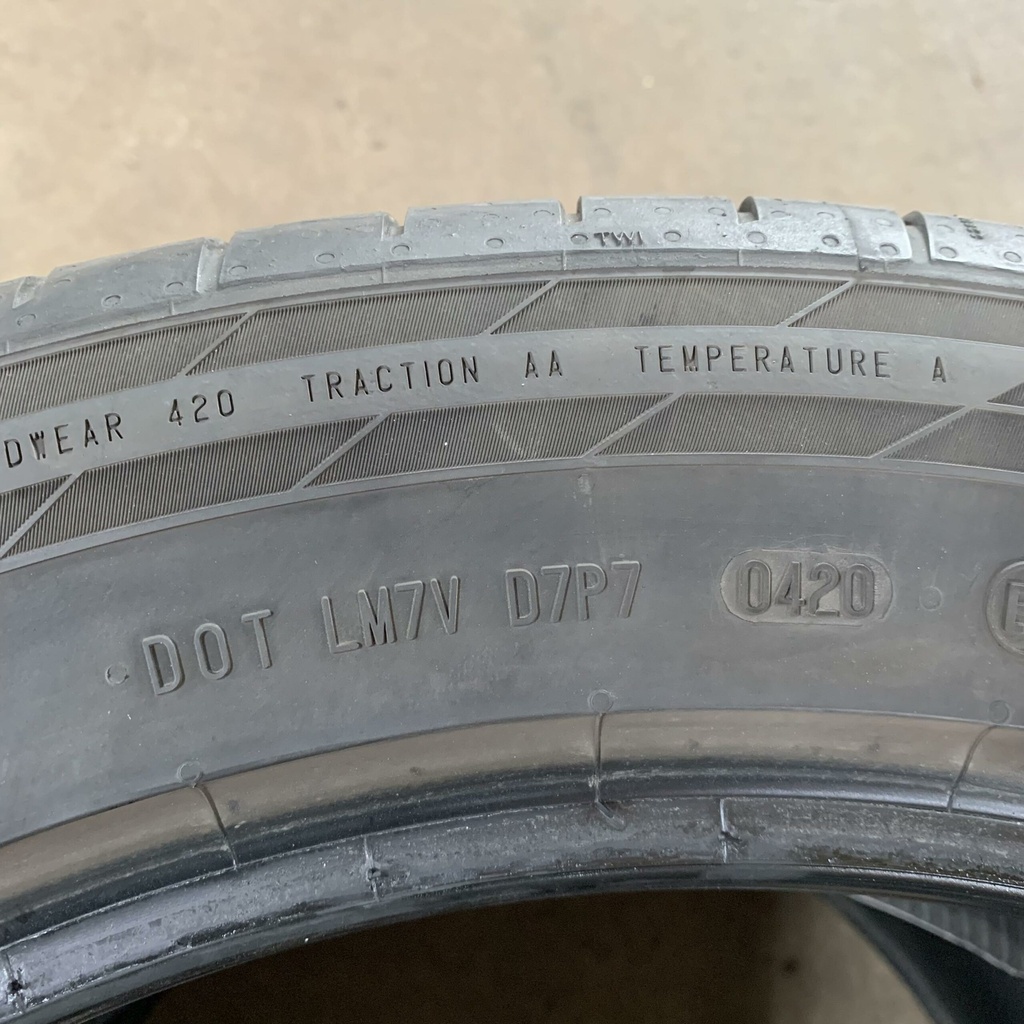 TWI
DWEAR 420 TRACTION AA TEMPERATURE A
DOT LM7V D7P7 0420